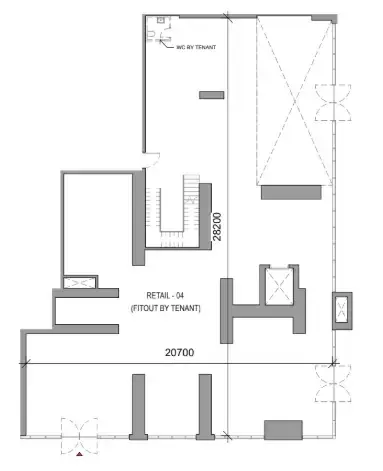 WC BY TENANT
28200
RETAIL - 04
(FITOUT BY TENANT)
20700